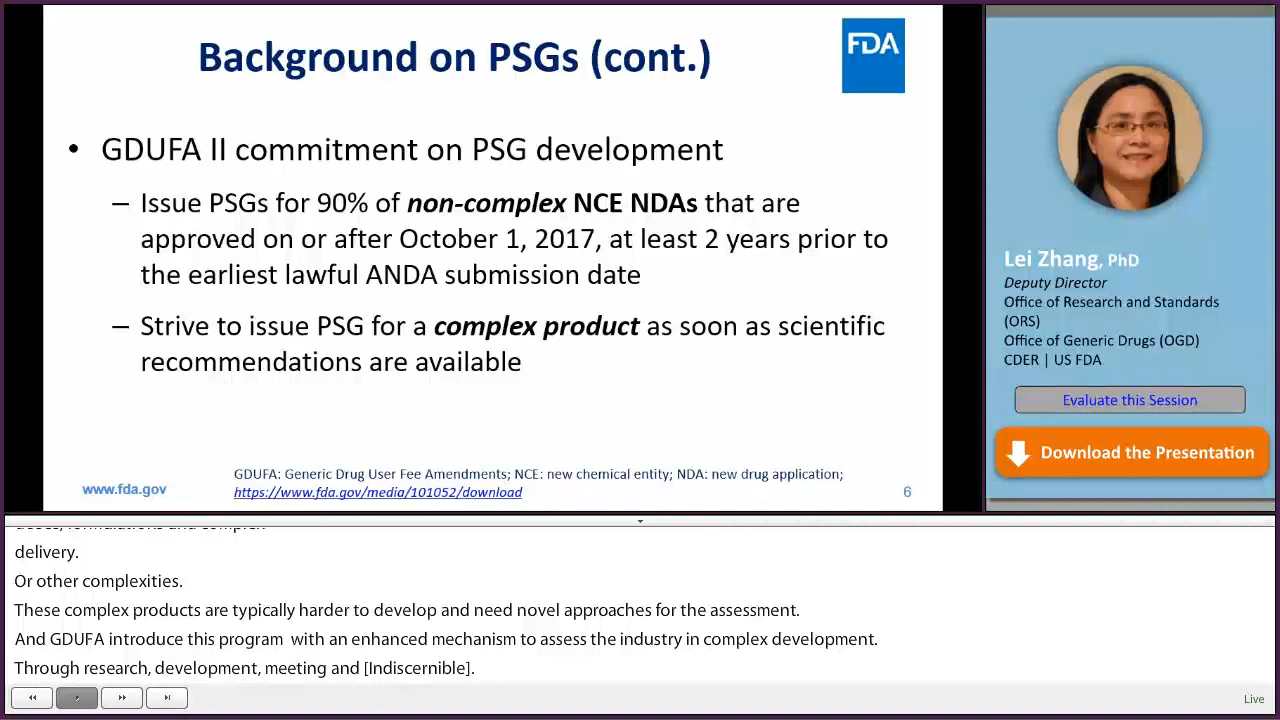 Background on PSGs (cont.)
FDA
• GDUFA II commitment on PSG development
– Issue PSGs for 90% of non-complex NCE NDAs that are
approved on or after October 1, 2017, at least 2 years prior to
the earliest lawful ANDA submission date
– Strive to issue PSG for a complex product as soon as scientific
recommendations are available
GDUFA: Generic Drug User Fee Amendments; NCE: new chemical entity; NDA: new drug application;
www.fda.gov
https://www.fda.gov/media/101052/download
6
Lei Zhang, PhD
Deputy Director
Office of Research and Standards
(ORS)
Office of Generic Drugs (OGD)
CDER | US FDA
Evaluate this Session
Download the Presentation
formulations and complex
delivery.
Or other complexities.
These complex products are typically harder to develop and need novel approaches for the assessment.
And GDUFA introduce this program with an enhanced mechanism to assess the industry in complex development.
Through research, development, meeting and [Indiscernible].
Live